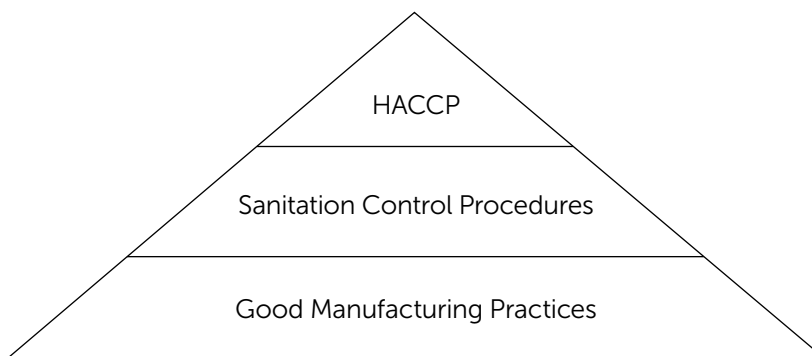 HACCP
Sanitation Control Procedures
Good Manufacturing Practices